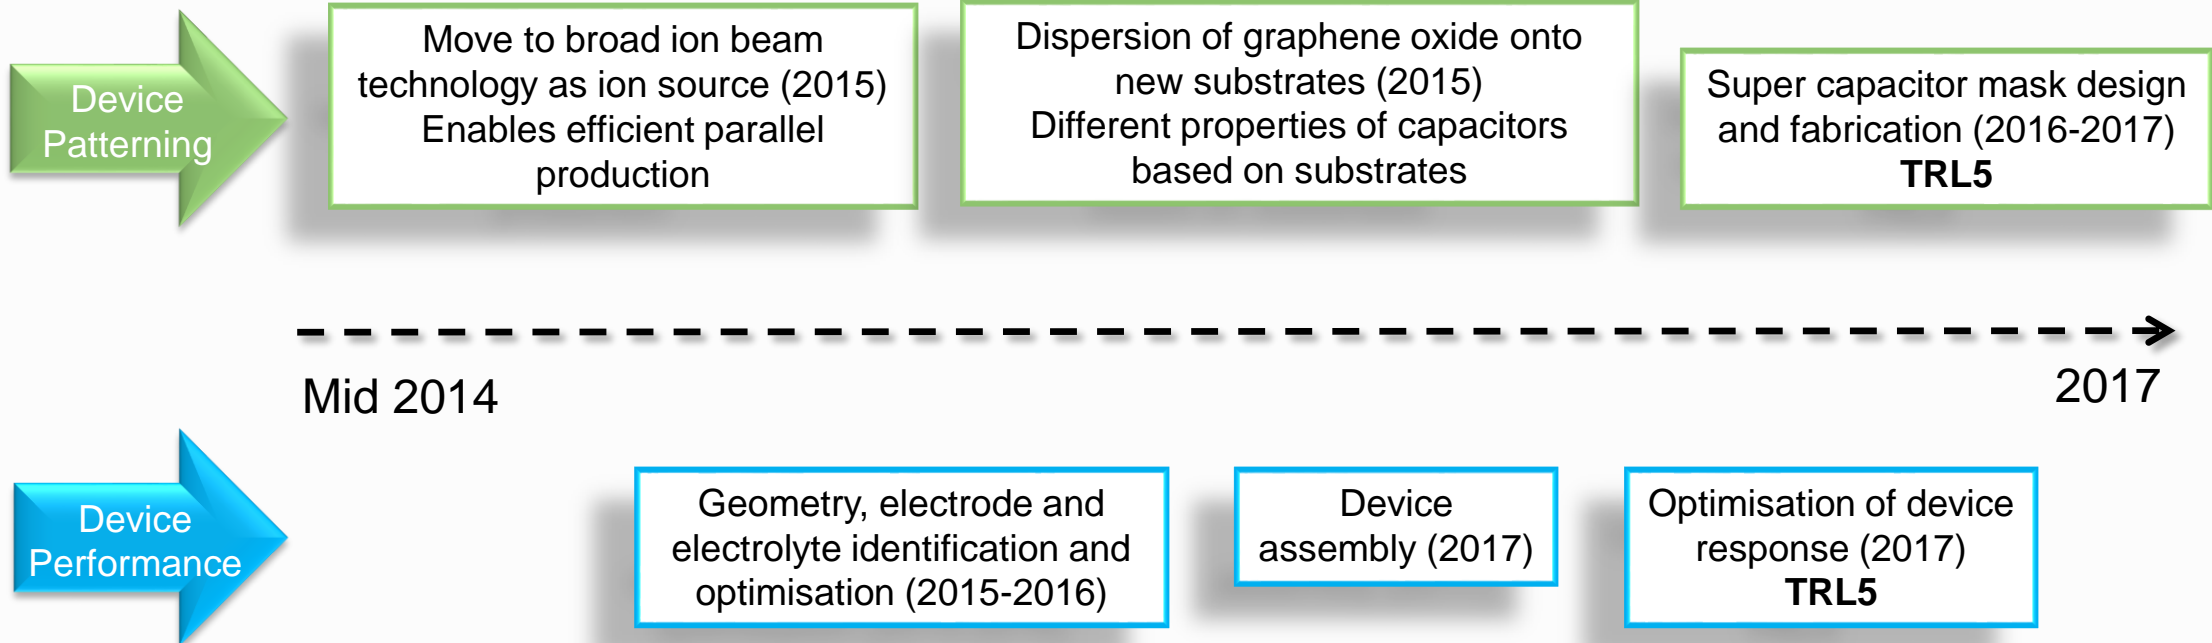 Device
Patterning
Move to broad ion beam
technology as ion source (2015)
Enables efficient parallel
production
Dispersion of graphene oxide onto
new substrates (2015)
Different properties of capacitors
based on substrates
Super capacitor mask design
and fabrication (2016-2017)
TRL5
Mid 2014
2017
Device
Performance
Geometry, electrode and
electrolyte identification and
optimisation (2015-2016)
Device
assembly (2017)
Optimisation of device
response (2017)
TRL5